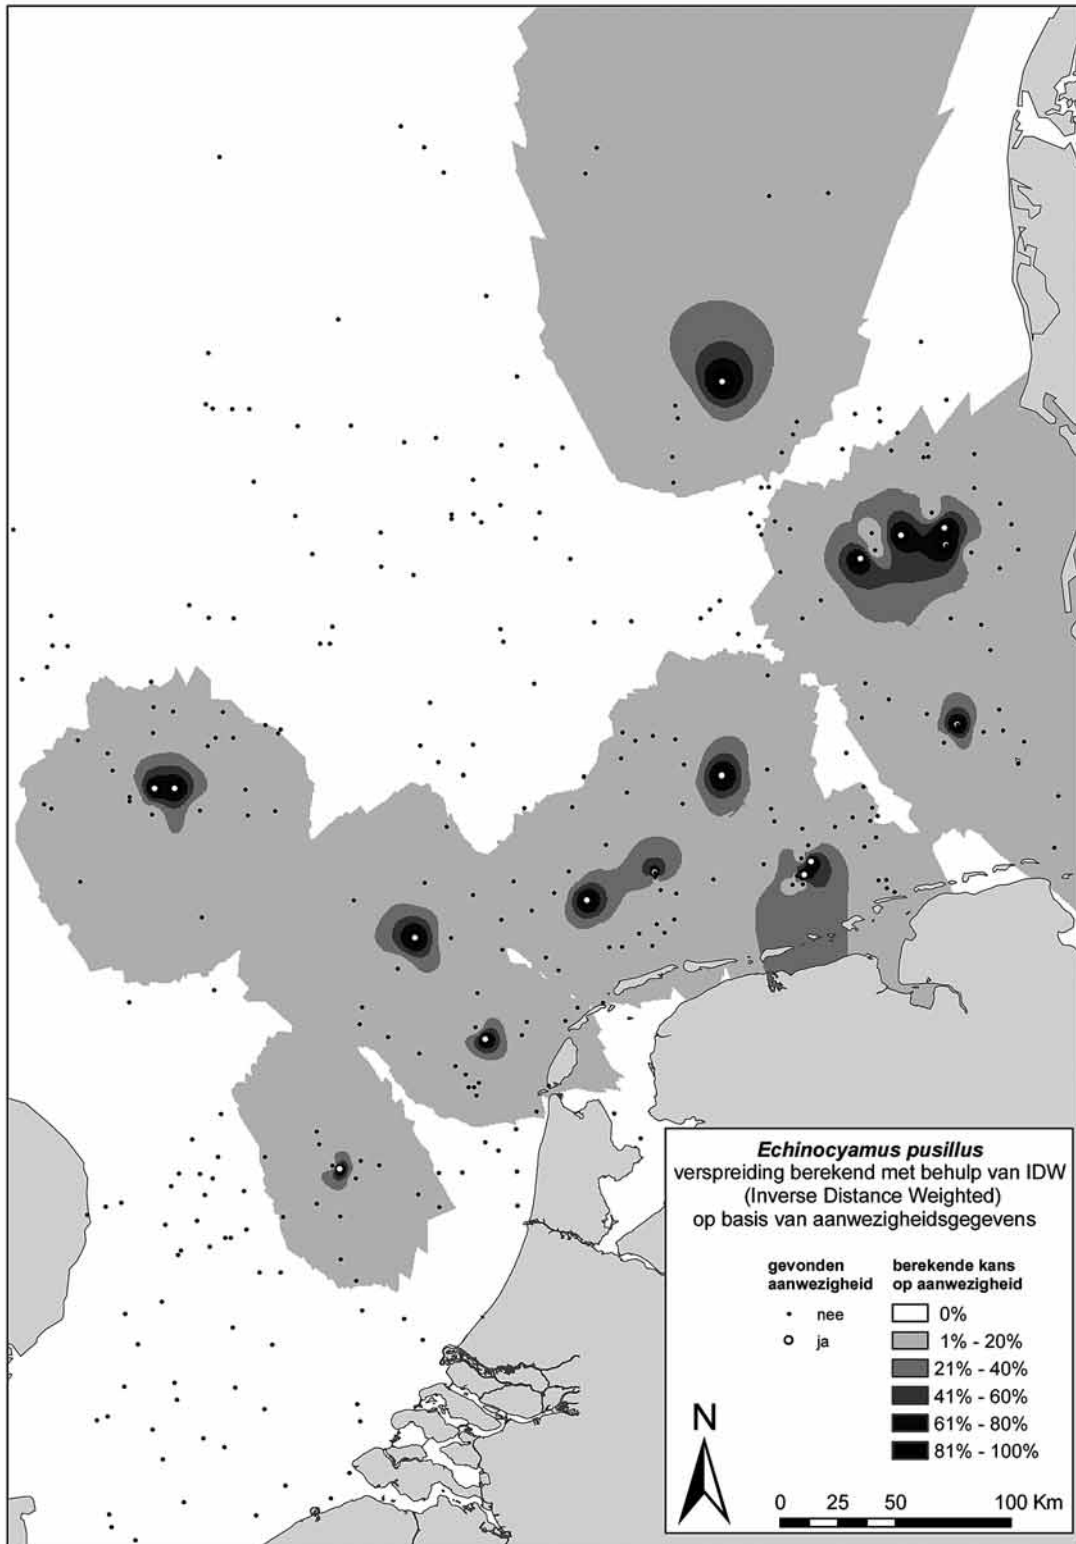 Echinocyamus pusillus
verspreiding berekend met behulp van IDW
(Inverse Distance Weighted)
op basis van aanwezigheidsgegevens
gevonden
aanwezigheid
nee
ja
berekende kans
op aanwezigheid
0%
1% - 20%
21% - 40%
41% - 60%
61% - 80%
81% - 100%
N
0 25 50 100 Km